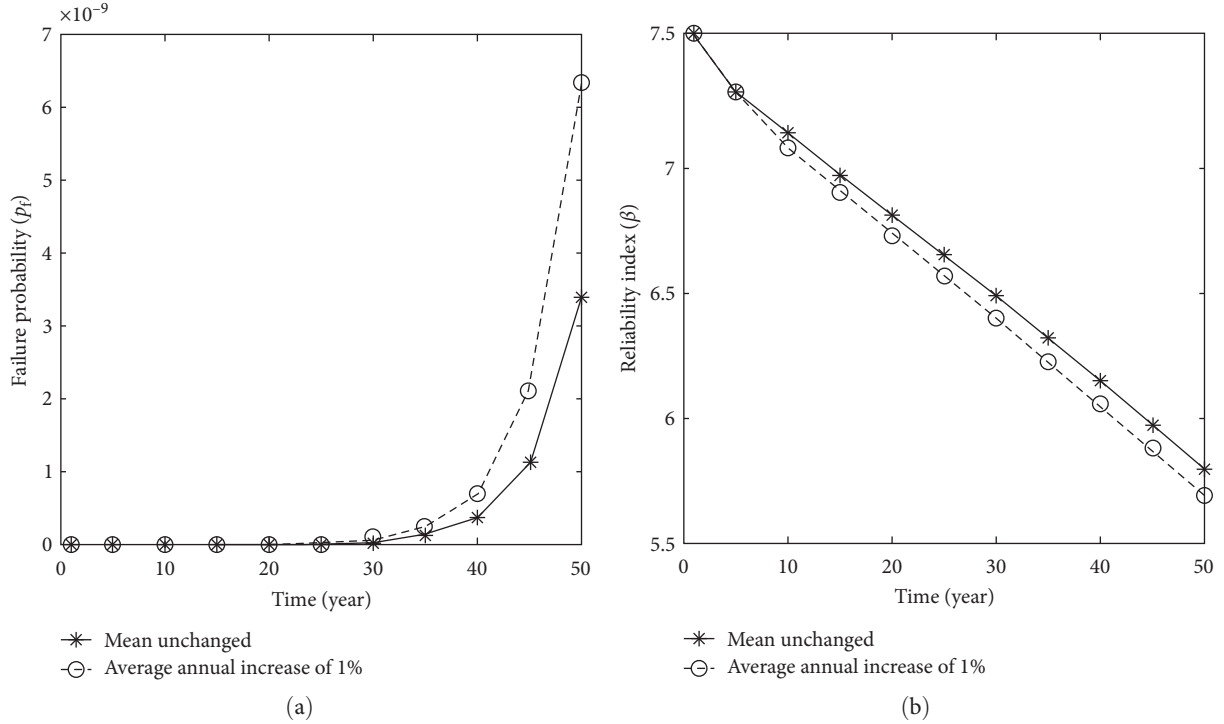 ×10⁻⁹
7
6
5
4
3
2
1
0
Failure probability (pf)
0 10 20 30 40 50
Time (year)
Mean unchanged
Average annual increase of 1%
(a)
7.5
7
6.5
6
5.5
Reliability index (β)
0 10 20 30 40 50
Time (year)
Mean unchanged
Average annual increase of 1%
(b)